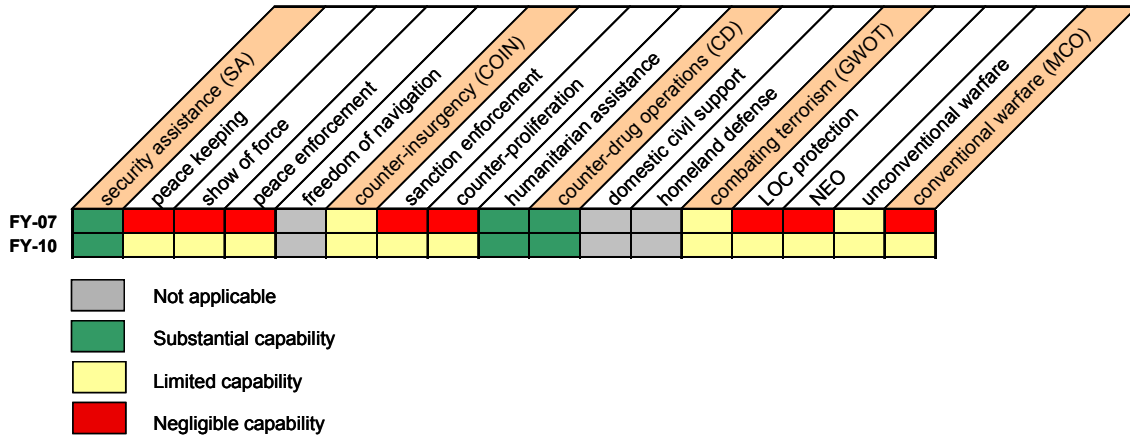 security assistance (SA)
peace keeping
show of force
peace enforcement
freedom of navigation
counter-insurgency (COIN)
sanction enforcement
counter-proliferation
humanitarian assistance
counter-drug operations (CD)
domestic civil support
homeland defense
combating terrorism (GWOT)
LOC protection
NEO
unconventional warfare
conventional warfare (MCO)
FY-07
FY-10
Not applicable
Substantial capability
Limited capability
Negligible capability